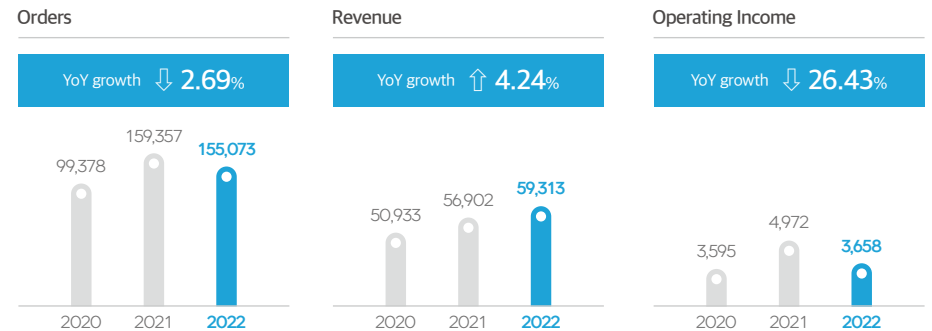 Orders
YoY growth ⇩ 2.69%
159,357
155,073
99,378
2020 2021 2022
Revenue
YoY growth ⇧ 4.24%
59,313
56,902
50,933
2020 2021 2022
Operating Income
YoY growth ⇩ 26.43%
4,972
3,658
3,595
2020 2021 2022